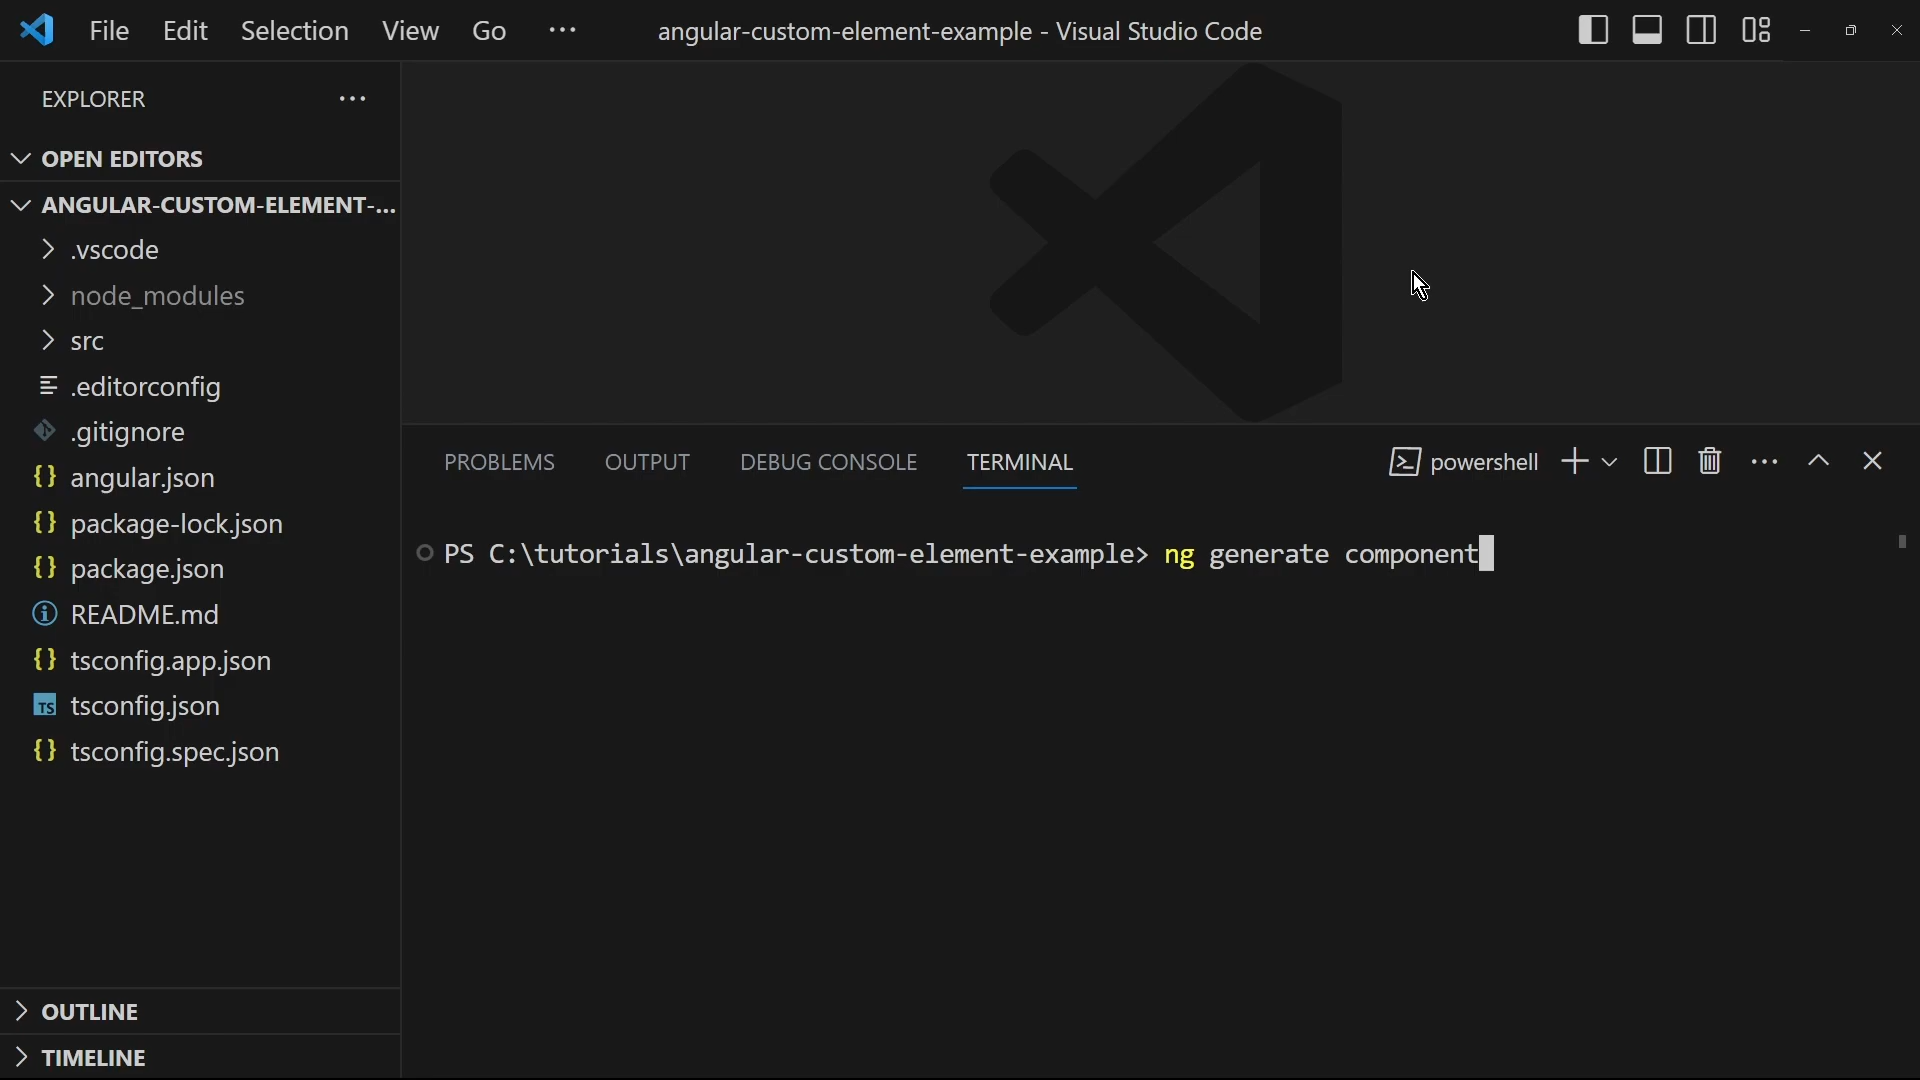 File Edit Selection View Go ··· angular-custom-element-example - Visual Studio Code
EXPLORER ···
OPEN EDITORS
ANGULAR-CUSTOM-ELEMENT-...
.vscode
node_modules
src
.editorconfig
.gitignore
{} angular.json
{} package-lock.json
{} package.json
README.md
{} tsconfig.app.json
TS tsconfig.json
{} tsconfig.spec.json
OUTLINE
TIMELINE
PROBLEMS OUTPUT DEBUG CONSOLE TERMINAL powershell
PS C:\tutorials\angular-custom-element-example> ng generate component